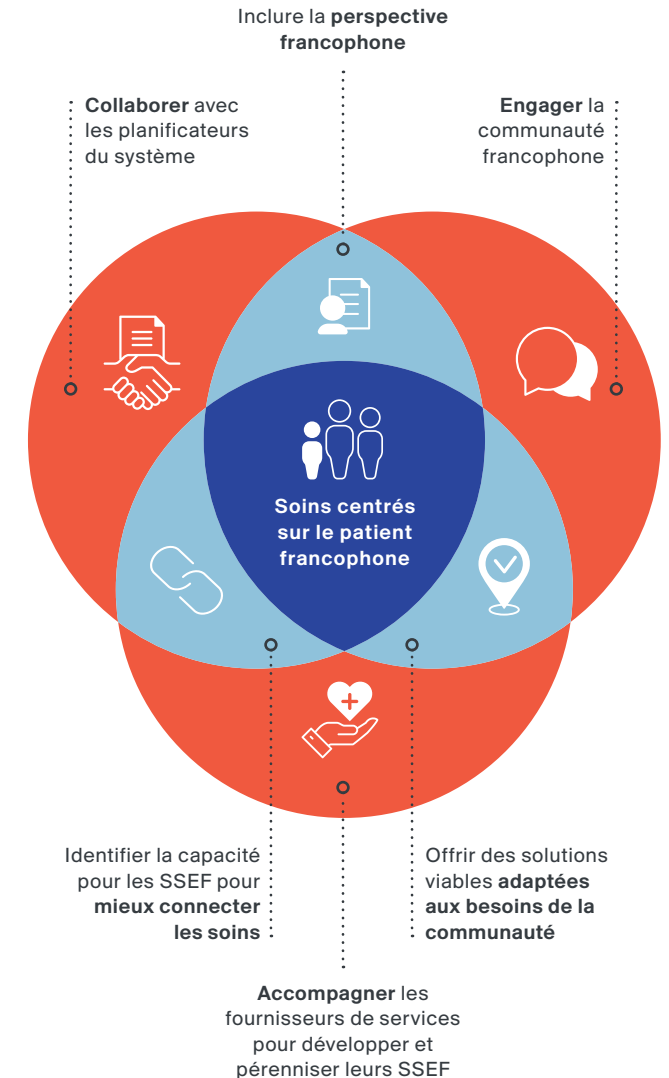 Inclure la perspective
francophone
Collaborer avec
les planificateurs
du système
Engager la
communauté
francophone
Soins centrés
sur le patient
francophone
Identifier la capacité
pour les SSEF pour
mieux connecter
les soins
Offrir des solutions
viables adaptées
aux besoins de la
communauté
Accompagner les
fournisseurs de services
pour développer et
pérenniser leurs SSEF